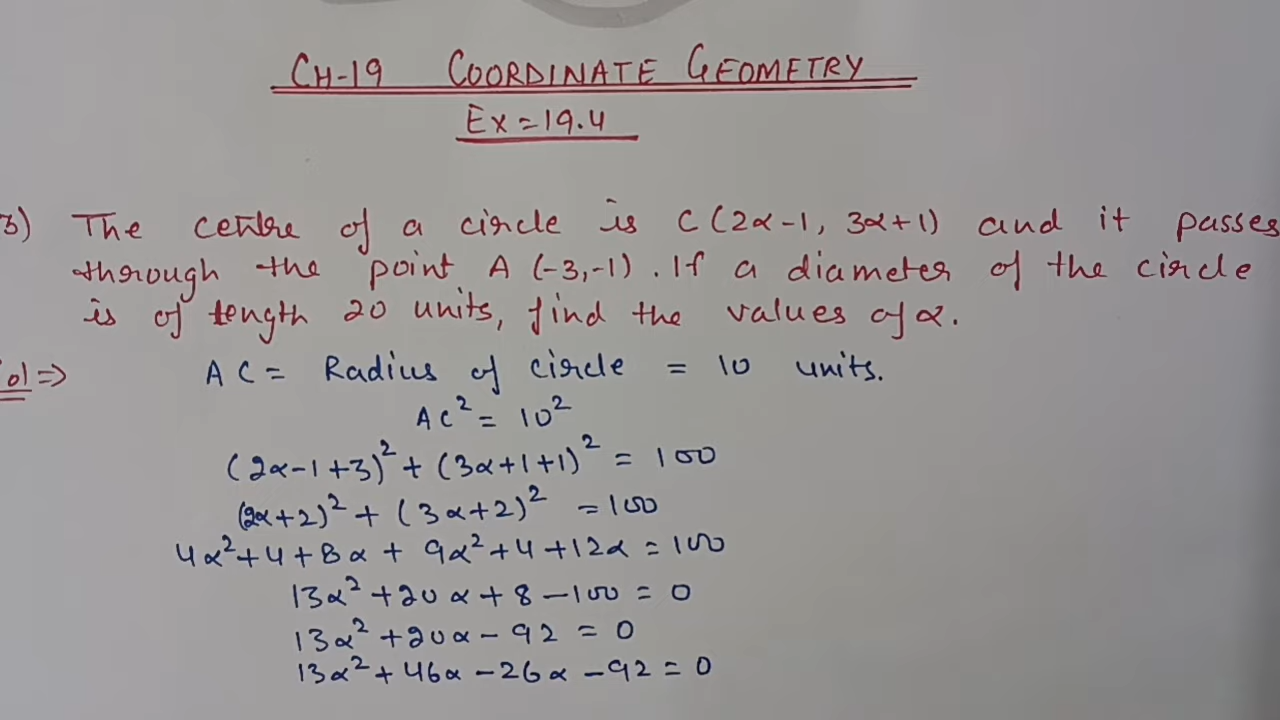 CH-19 COORDINATE GEOMETRY
Ex=19.4
3) The centre of a circle is C(2α-1, 3α+1) and it passes
through the point A (-3,-1). If a diameter of the circle
is of length 20 units, find the values of α.
Sol ⇒ AC = Radius of circle = 10 units.
AC² = 10²
(2α-1+3)² + (3α+1+1)² = 100
(2α+2)² + (3α+2)² = 100
4α²+4+8α + 9α²+4+12α = 100
13α²+20α+8-100 = 0
13α²+20α-92 = 0
13α²+46α-26α-92 = 0